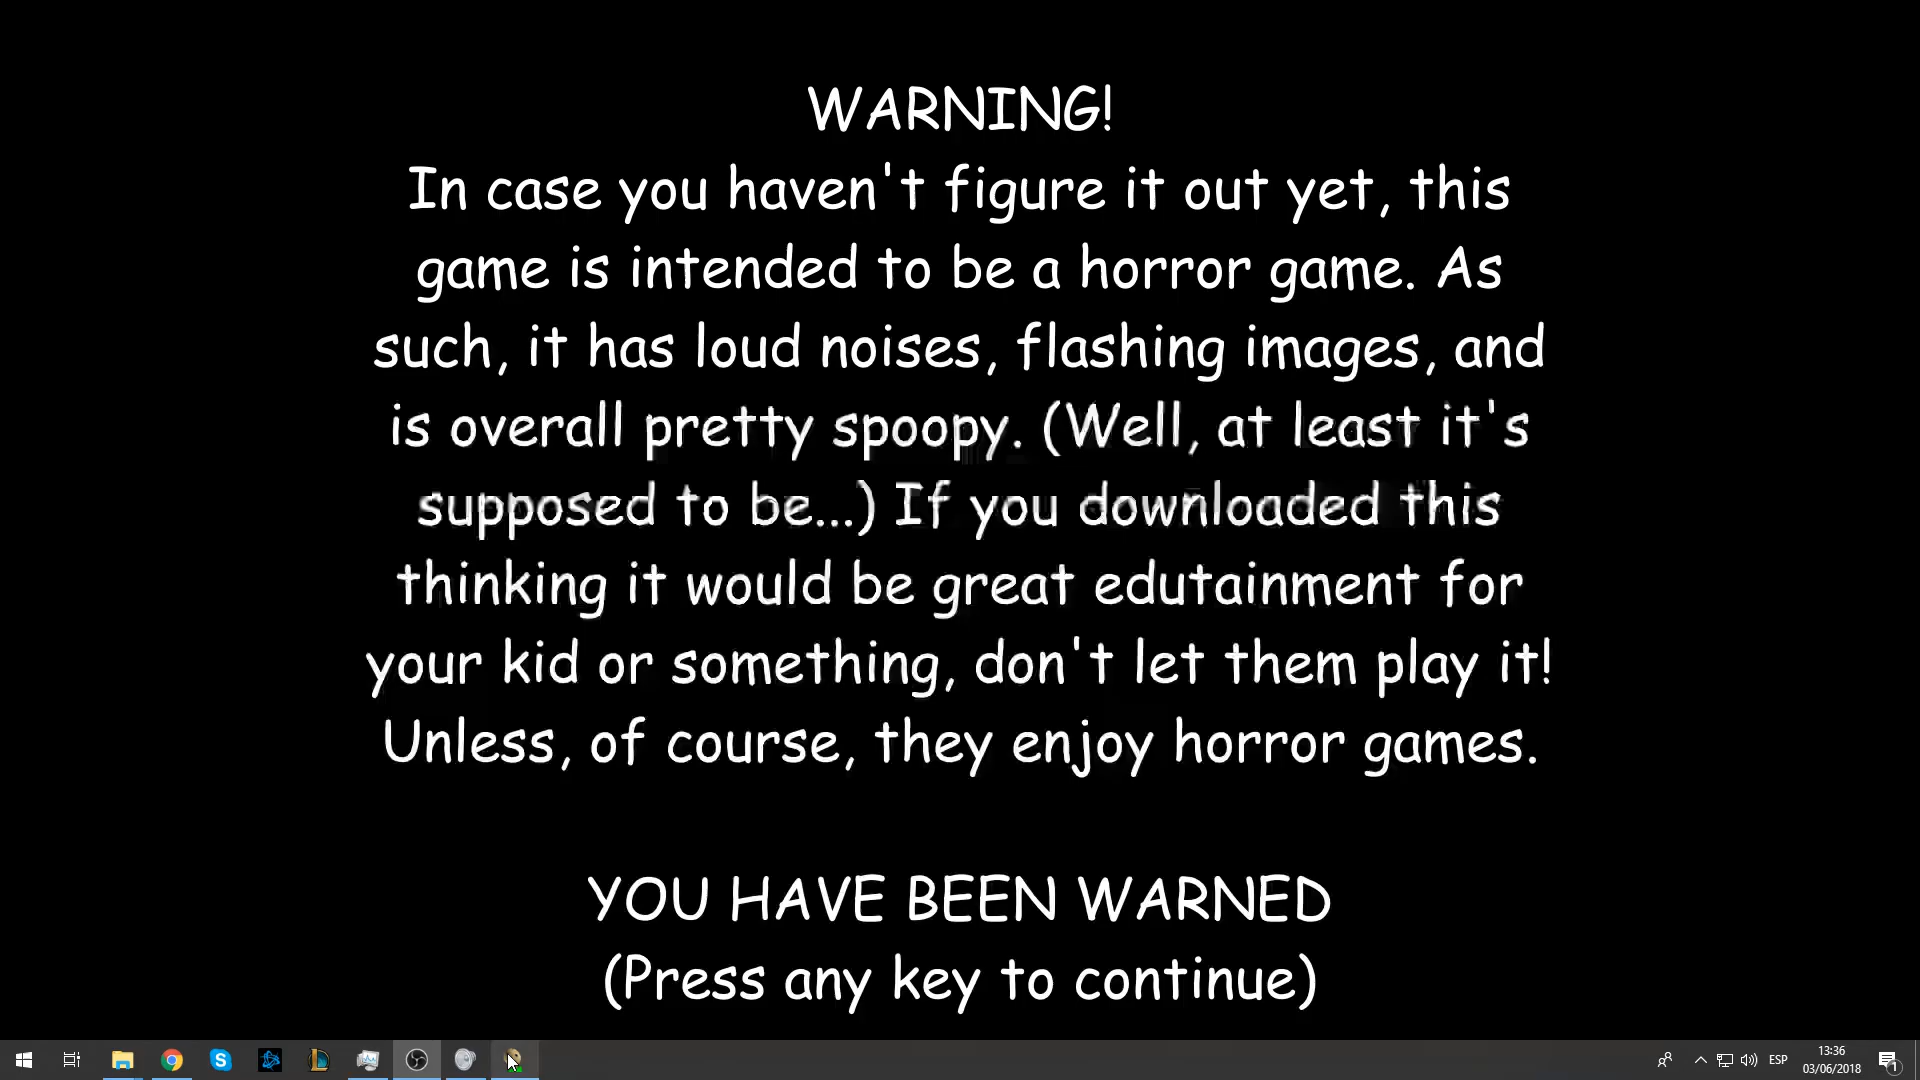 WARNING!
In case you haven't figure it out yet, this
game is intended to be a horror game. As
such, it has loud noises, flashing images, and
is overall pretty spoopy. (Well, at least it's
supposed to be...) If you downloaded this
thinking it would be great edutainment for
your kid or something, don't let them play it!
Unless, of course, they enjoy horror games.
YOU HAVE BEEN WARNED
(Press any key to continue)
ESP
13:36
03/06/2018
1